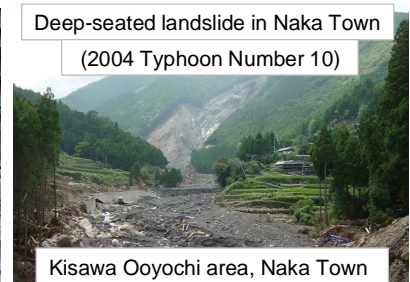 Deep-seated landslide in Naka Town
(2004 Typhoon Number 10)
Kisawa Ooyochi area, Naka Town